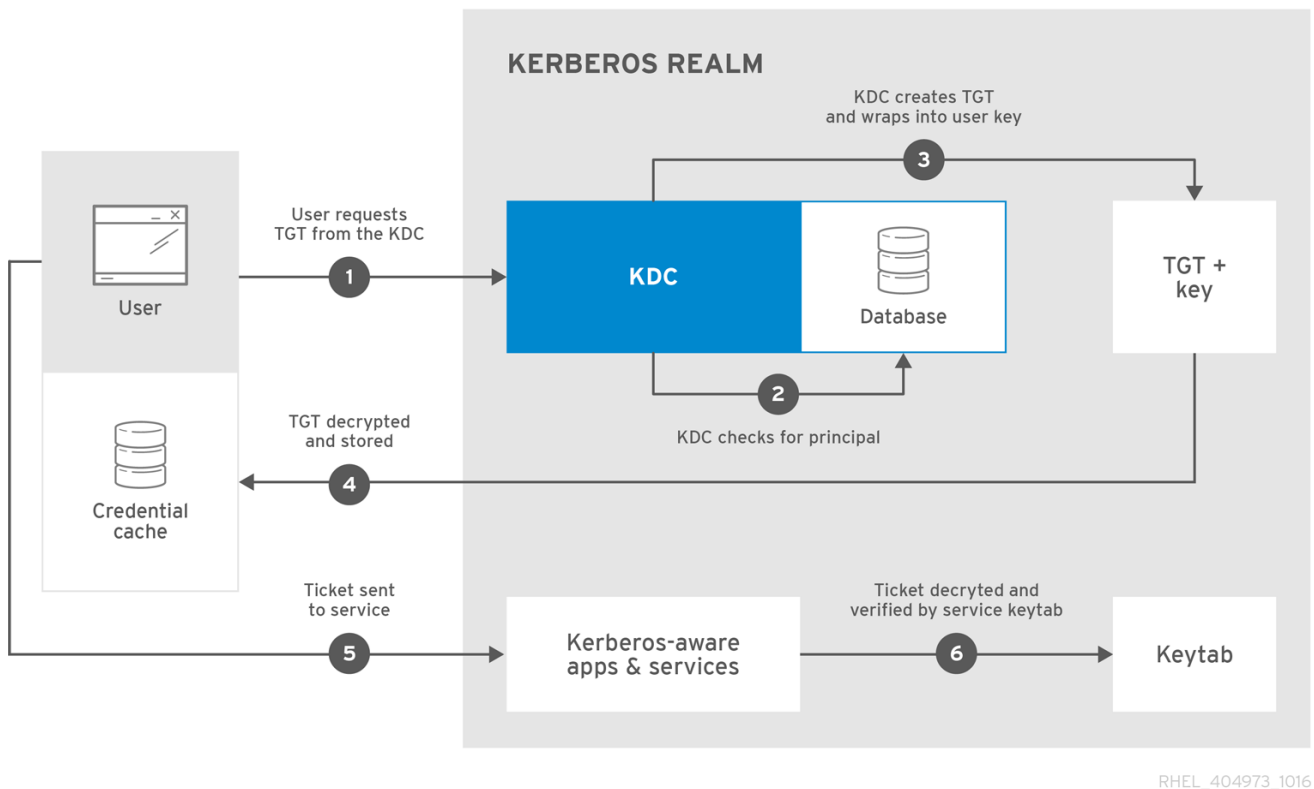 KERBEROS REALM
KDC creates TGT
and wraps into user key
3
User requests
TGT from the KDC
1
User
KDC
Database
TGT +
key
2
KDC checks for principal
TGT decrypted
and stored
4
Credential
cache
Ticket sent
to service
5
Kerberos-aware
apps & services
Ticket decryted and
verified by service keytab
6
Keytab
RHEL_404973_1016